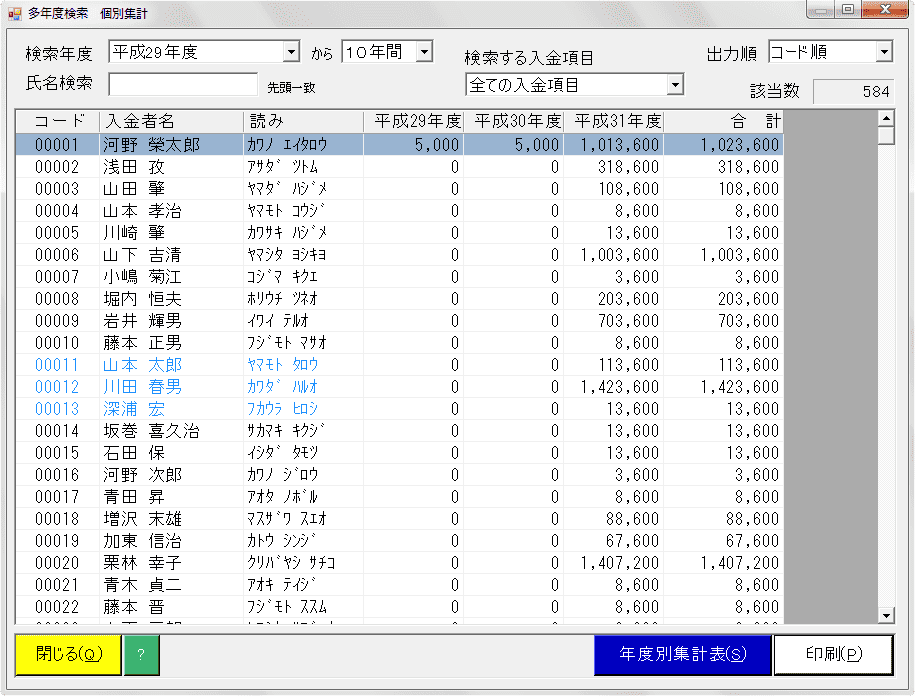 多年度検索　個別集計
検索年度 平成29年度 から 10年間 検索する入金項目 出力順 コード順
氏名検索 先頭一致 全ての入金項目 該当数 584
コード 入金者名 読み 平成29年度 平成30年度 平成31年度 合　計
00001 河野 榮太郎 ｶﾜﾉ ｴｲﾀﾛｳ 5,000 5,000 1,013,600 1,023,600
00002 浅田 孜 ｱｻﾀﾞ ﾂﾄﾑ 0 0 318,600 318,600
00003 山田 肇 ﾔﾏﾀﾞ ﾊｼﾞﾒ 0 0 108,600 108,600
00004 山本 孝治 ﾔﾏﾓﾄ ｺｳｼﾞ 0 0 8,600 8,600
00005 川崎 肇 ｶﾜｻｷ ﾊｼﾞﾒ 0 0 13,600 13,600
00006 山下 吉清 ﾔﾏｼﾀ ﾖｼｷﾖ 0 0 1,003,600 1,003,600
00007 小嶋 菊江 ｺｼﾞﾏ ｷｸｴ 0 0 3,600 3,600
00008 堀内 恒夫 ﾎﾘｳﾁ ﾂﾈｵ 0 0 203,600 203,600
00009 岩井 輝男 ｲﾜｲ ﾃﾙｵ 0 0 703,600 703,600
00010 藤本 正男 ﾌｼﾞﾓﾄ ﾏｻｵ 0 0 8,600 8,600
00011 山本 太郎 ﾔﾏﾓﾄ ﾀﾛｳ 0 0 113,600 113,600
00012 川田 春男 ｶﾜﾀﾞ ﾊﾙｵ 0 0 1,423,600 1,423,600
00013 深浦 宏 ﾌｶｳﾗ ﾋﾛｼ 0 0 13,600 13,600
00014 坂巻 喜久治 ｻｶﾏｷ ｷｸｼﾞ 0 0 13,600 13,600
00015 石田 保 ｲｼﾀﾞ ﾀﾓﾂ 0 0 13,600 13,600
00016 河野 次郎 ｶﾜﾉ ｼﾞﾛｳ 0 0 3,600 3,600
00017 青田 昇 ｱｵﾀ ﾉﾎﾞﾙ 0 0 8,600 8,600
00018 増沢 末雄 ﾏｽｻﾞﾜ ｽｴｵ 0 0 88,600 88,600
00019 加東 信治 ｶﾄｳ ｼﾝｼﾞ 0 0 67,600 67,600
00020 栗林 幸子 ｸﾘﾊﾞﾔｼ ｻﾁｺ 0 0 1,407,200 1,407,200
00021 青木 貞二 ｱｵｷ ﾃｲｼﾞ 0 0 8,600 8,600
00022 藤本 晋 ﾌｼﾞﾓﾄ ｽｽﾑ 0 0 8,600 8,600
閉じる(Q) ? 年度別集計表(S) 印刷(P)